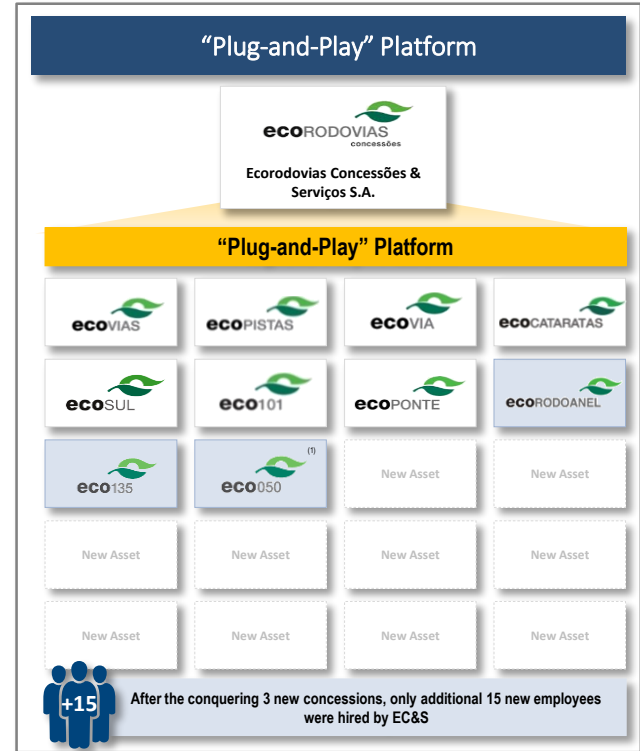 “Plug-and-Play” Platform
ecoRODOVIAS
concessões
Ecorodovias Concessões &
Serviços S.A.
“Plug-and-Play” Platform
ecoVIAS
ecoPISTAS
ecoVIA
ecoCATARATAS
ecoSUL
eco101
ecoPONTE
ecoRODOANEL
eco135
eco050
(1)
New Asset
New Asset
New Asset
New Asset
New Asset
New Asset
New Asset
New Asset
New Asset
New Asset
+15
After the conquering 3 new concessions, only additional 15 new employees
were hired by EC&S